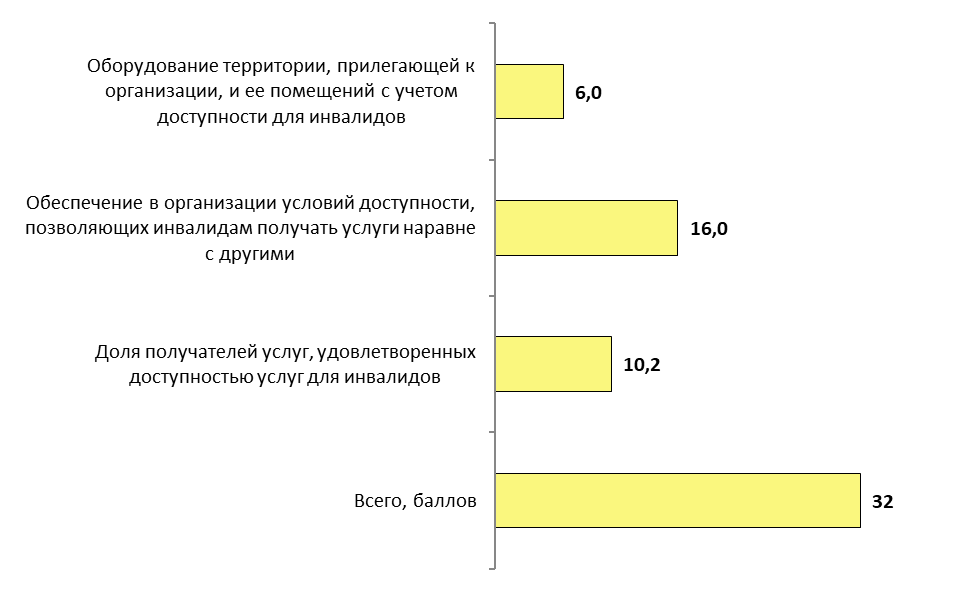 Оборудование территории, прилегающей к
организации, и ее помещений с учетом
доступности для инвалидов
6,0
Обеспечение в организации условий доступности,
позволяющих инвалидам получать услуги наравне
с другими
16,0
Доля получателей услуг, удовлетворенных
доступностью услуг для инвалидов
10,2
Всего, баллов
32